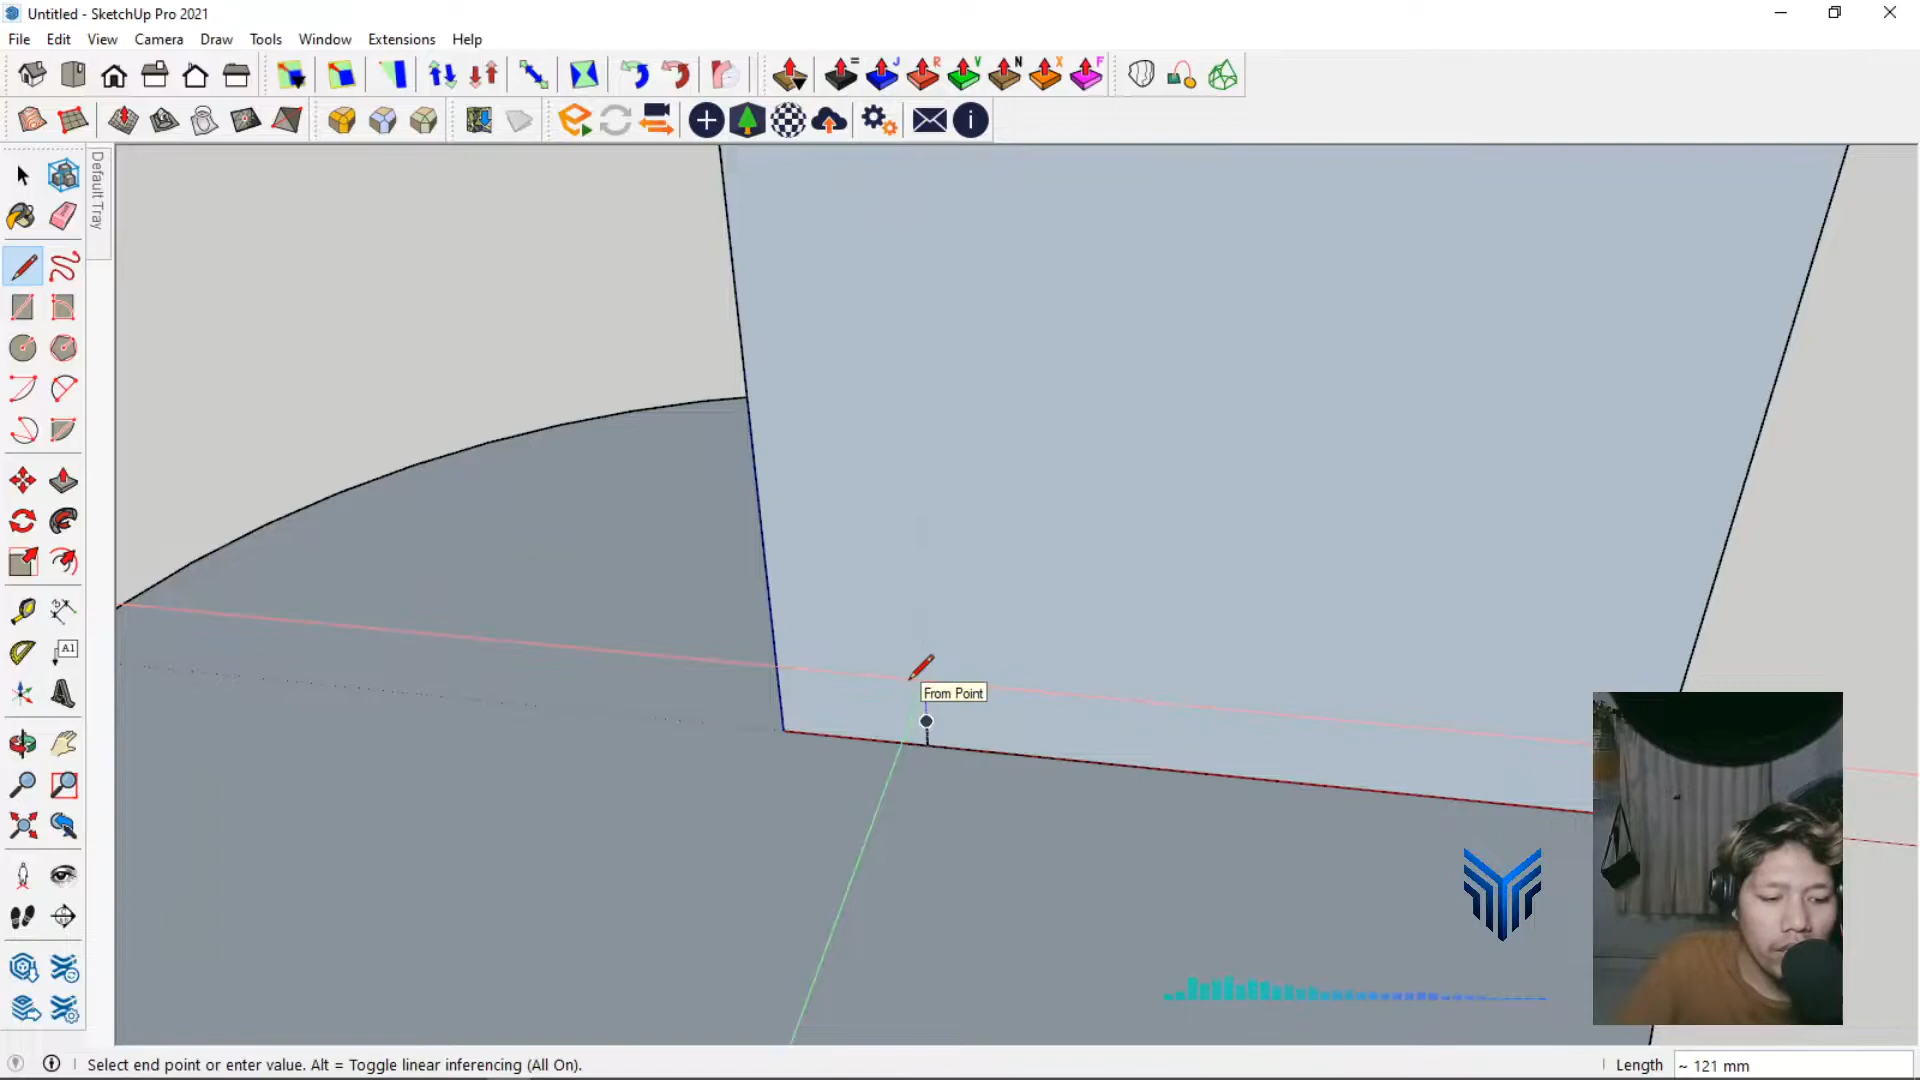 Untitled - SketchUp Pro 2021
File Edit View Camera Draw Tools Window Extensions Help
= J R V N X F
Default Tray
A1
From Point
Select end point or enter value. Alt = Toggle linear inferencing (All On).
Length ~ 121 mm